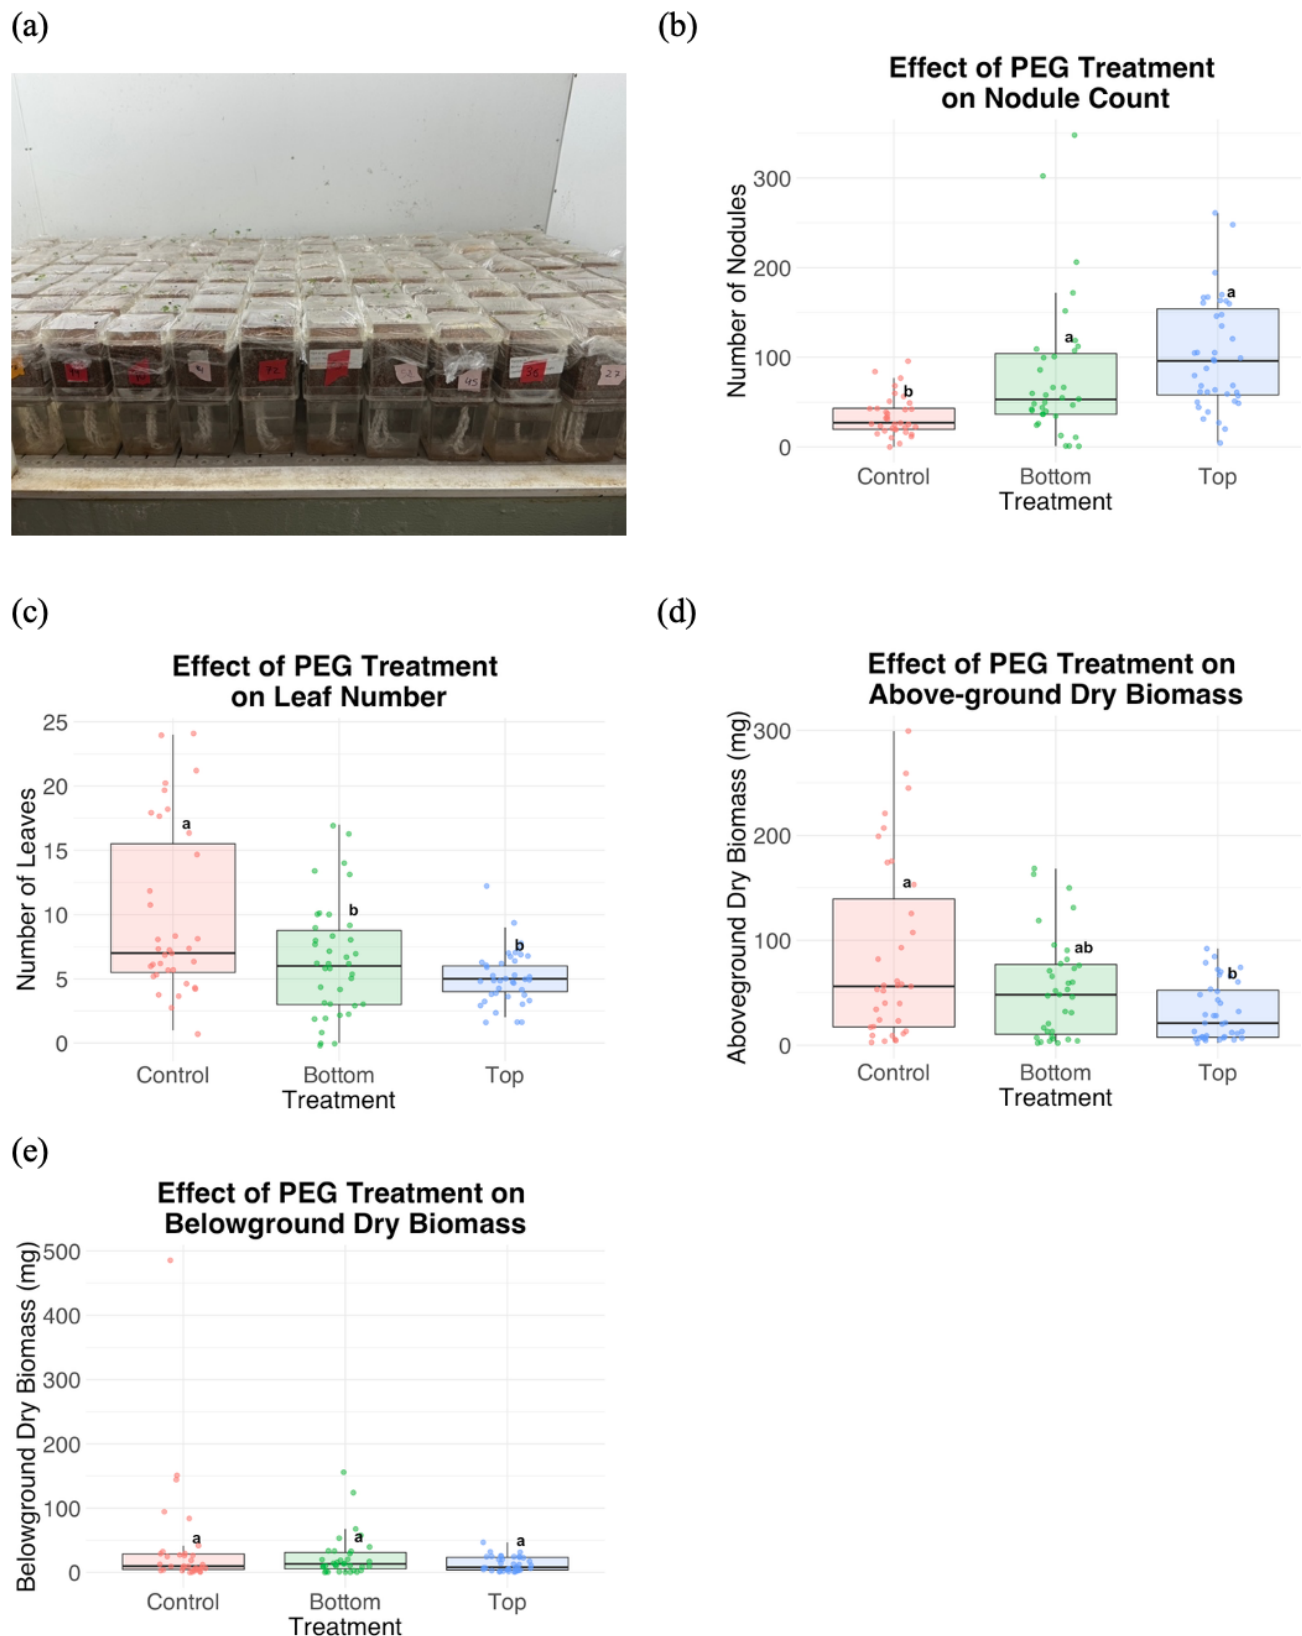 (a)
72
45
36
27
(b)
Effect of PEG Treatment
on Nodule Count
Number of Nodules
300
200
100
0
a
a
b
Control
Bottom
Top
Treatment
(c)
Effect of PEG Treatment
on Leaf Number
Number of Leaves
25
20
15
10
5
0
a
b
b
Control
Bottom
Top
Treatment
(d)
Effect of PEG Treatment on
Above-ground Dry Biomass
Aboveground Dry Biomass (mg)
300
200
100
0
a
ab
b
Control
Bottom
Top
Treatment
(e)
Effect of PEG Treatment on
Belowground Dry Biomass
Belowground Dry Biomass (mg)
500
400
300
200
100
0
a
a
a
Control
Bottom
Top
Treatment